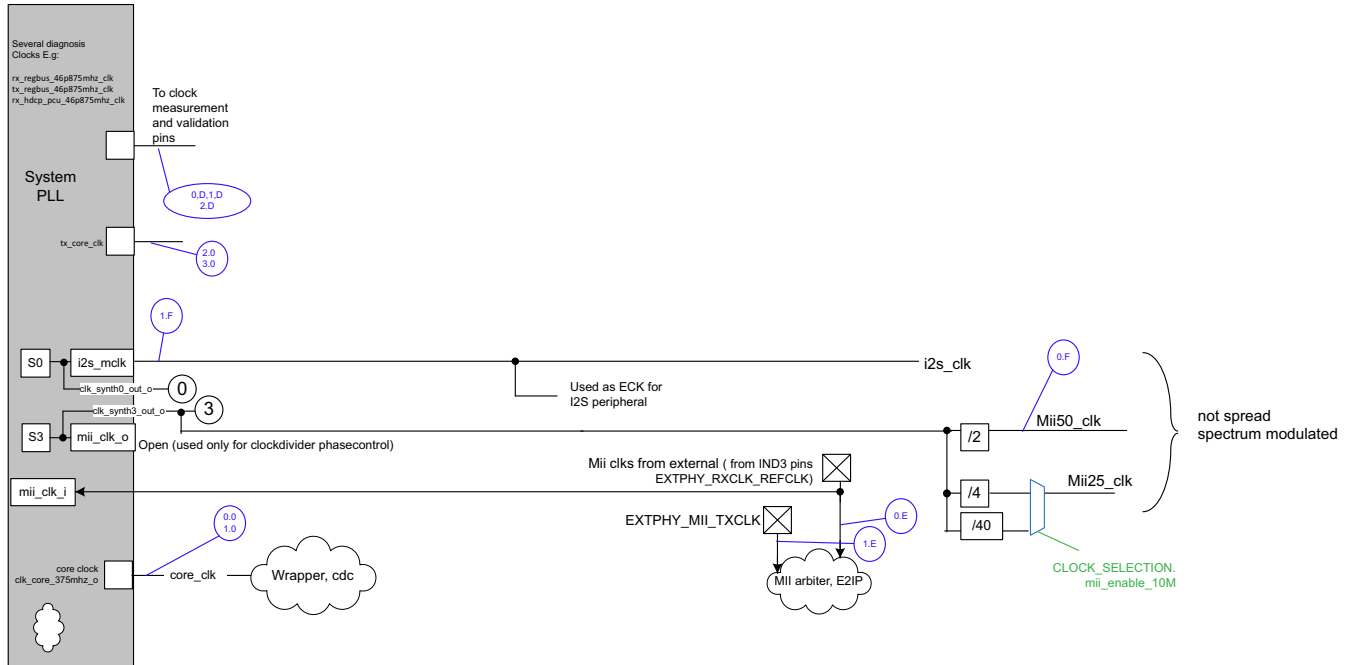 Several diagnosis
Clocks E.g:
rx_regbus_46p875mhz_clk
tx_regbus_46p875mhz_clk
rx_hdcp_pcu_46p875mhz_clk
To clock
measurement
and validation
pins
System
PLL
0,D,1,D
2.D
tx_core_clk
2.0
3.0
1.F
S0
i2s_mclk
i2s_clk
clk_synth0_out_o
0
Used as ECK for
I2S peripheral
clk_synth3_out_o
3
S3
mii_clk_o
Open (used only for clockdivider phasecontrol)
0.F
/2
Mii50_clk
not spread
spectrum modulated
Mii clks from external ( from IND3 pins
EXTPHY_RXCLK_REFCLK)
mii_clk_i
/4
Mii25_clk
/40
EXTPHY_MII_TXCLK
0.E
1.E
0.0
1.0
core clock
clk_core_375mhz_o
core_clk
Wrapper, cdc
MII arbiter, E2IP
CLOCK_SELECTION.
mii_enable_10M